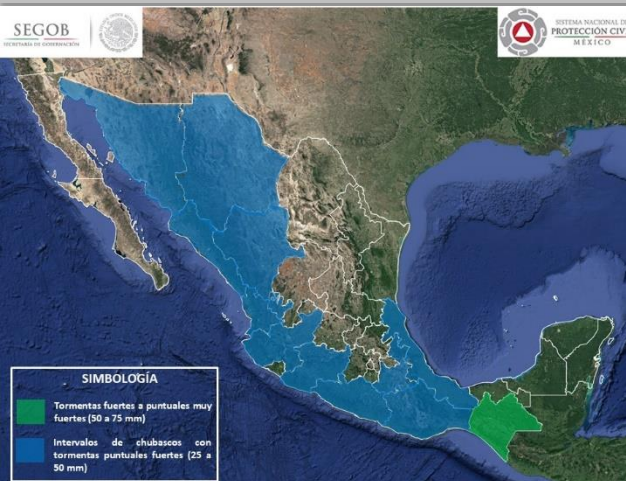 SEGOB
SECRETARÍA DE GOBERNACIÓN
SISTEMA NACIONAL DE
PROTECCIÓN CIVIL
MÉXICO
SIMBOLOGÍA
Tormentas fuertes a puntuales muy
fuertes (50 a 75 mm)
Intervalos de chubascos con
tormentas puntuales fuertes (25 a
50 mm)